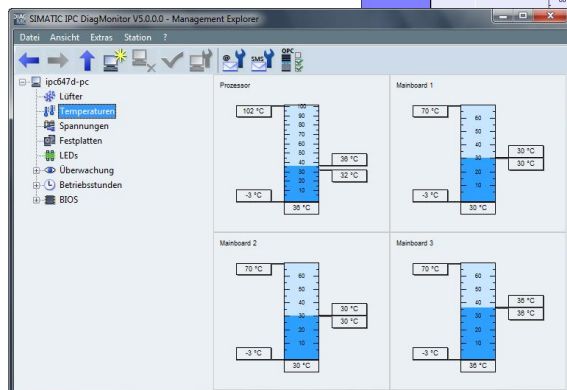 SIMATIC IPC DiagMonitor V5.0.0.0 - Management Explorer
Datei Ansicht Extras Station ?
@ SMS OPC
ipc647d-pc
Lüfter
Temperaturen
Spannungen
Festplatten
LEDs
Überwachung
Betriebsstunden
BIOS
Prozessor
102 °C
100
90
80
70
60
50
40
30
20
10
36 °C
32 °C
-3 °C
36 °C
Mainboard 1
70 °C
60
50
40
30
20
10
30 °C
30 °C
-3 °C
30 °C
Mainboard 2
70 °C
60
50
40
30
20
10
30 °C
30 °C
-3 °C
30 °C
Mainboard 3
70 °C
60
50
40
30
20
10
36 °C
36 °C
-3 °C
36 °C